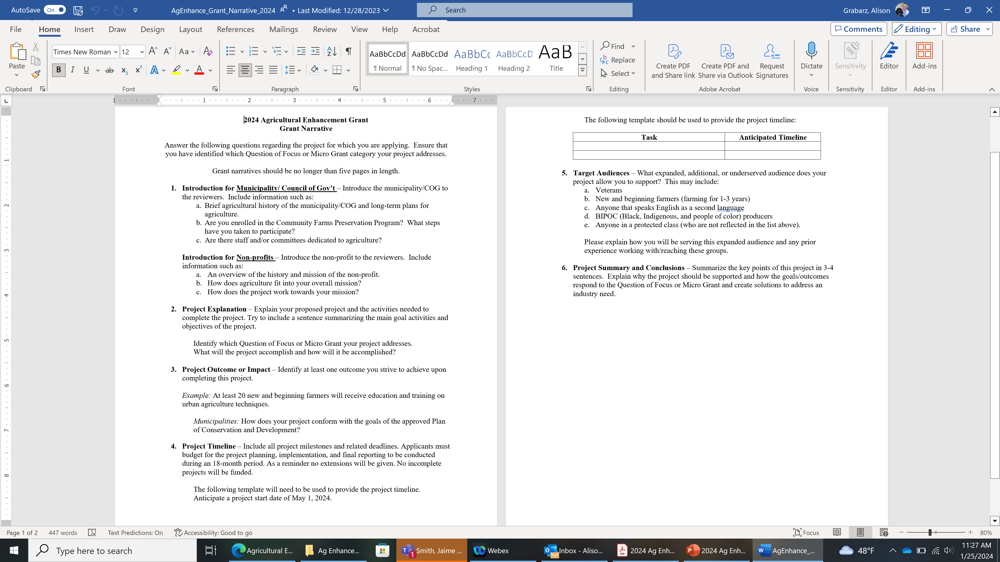 AutoSave On AgEnhance_Grant_Narrative_2024 • Last Modified: 12/28/2023 Search Grabarz, Alison
File Home Insert Draw Design Layout References Mailings Review View Help Acrobat Comments Editing Share
Paste
Clipboard
Times New Roman 12 Aa
Font
Paragraph
AaBbCcDd AaBbCcDd AaBbCc AaBbCcD AaB
¶ Normal ¶ No Spac... Heading 1 Heading 2 Title
Styles
Find
Replace
Select
Editing
Create PDF and Share link
Create PDF and Share via Outlook
Request Signatures
Adobe Acrobat
Dictate
Voice
Sensitivity
Sensitivity
Editor
Editor
Add-ins
Add-ins
1 1 2 3 4 5 6 7
2024 Agricultural Enhancement Grant
Grant Narrative
Answer the following questions regarding the project for which you are applying. Ensure that
you have identified which Question of Focus or Micro Grant category your project addresses.
Grant narratives should be no longer than five pages in length.
1. Introduction for Municipality/ Council of Gov’t – Introduce the municipality/COG to
the reviewers. Include information such as:
a. Brief agricultural history of the municipality/COG and long-term plans for
agriculture.
b. Are you enrolled in the Community Farms Preservation Program? What steps
have you taken to participate?
c. Are there staff and/or committees dedicated to agriculture?
Introduction for Non-profits – Introduce the non-profit to the reviewers. Include
information such as:
a. An overview of the history and mission of the non-profit.
b. How does agriculture fit into your overall mission?
c. How does the project work towards your mission?
2. Project Explanation – Explain your proposed project and the activities needed to
complete the project. Try to include a sentence summarizing the main goal activities and
objectives of the project.
Identify which Question of Focus or Micro Grant your project addresses.
What will the project accomplish and how will it be accomplished?
3. Project Outcome or Impact – Identify at least one outcome you strive to achieve upon
completing this project.
Example: At least 20 new and beginning farmers will receive education and training on
urban agriculture techniques.
Municipalities: How does your project conform with the goals of the approved Plan
of Conservation and Development?
4. Project Timeline – Include all project milestones and related deadlines. Applicants must
budget for the project planning, implementation, and final reporting to be conducted
during an 18-month period. As a reminder no extensions will be given. No incomplete
projects will be funded.
The following template will need to be used to provide the project timeline.
Anticipate a project start date of May 1, 2024.
The following template should be used to provide the project timeline:
Task Anticipated Timeline
5. Target Audiences – What expanded, additional, or underserved audience does your
project allow you to support? This may include:
a. Veterans
b. New and beginning farmers (farming for 1-3 years)
c. Anyone that speaks English as a second language
d. BIPOC (Black, Indigenous, and people of color) producers
e. Anyone in a protected class (who are not reflected in the list above).
Please explain how you will be serving this expanded audience and any prior
experience working with/reaching these groups.
6. Project Summary and Conclusions – Summarize the key points of this project in 3-4
sentences. Explain why the project should be supported and how the goals/outcomes
respond to the Question of Focus or Micro Grant and create solutions to address an
industry need.
1
2
3
4
5
6
7
8
Page 1 of 2 447 words Text Predictions: On Accessibility: Good to go Focus 80%
Type here to search Agricultural E... Ag Enhance... 1 Smith, Jaime ... Webex Inbox - Aliso... 2024 Ag Enh... 2024 Ag Enh... AgEnhance_... 48°F 11:27 AM
1/25/2024